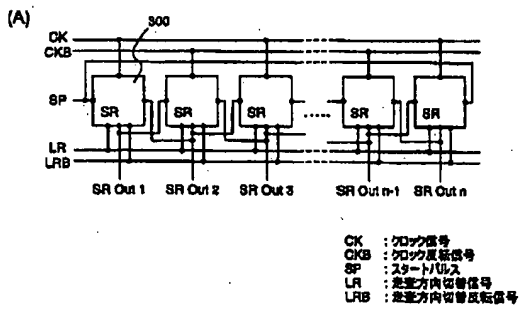 (A)
300
CK
CKB
SP
SR SR SR SR SR
LR
LRB
SR Out 1 SR Out 2 SR Out 3 SR Out n-1 SR Out n
CK : クロック信号
CKB : クロック反転信号
SP : スタートパルス
LR : 走査方向切替信号
LRB : 走査方向切替反転信号